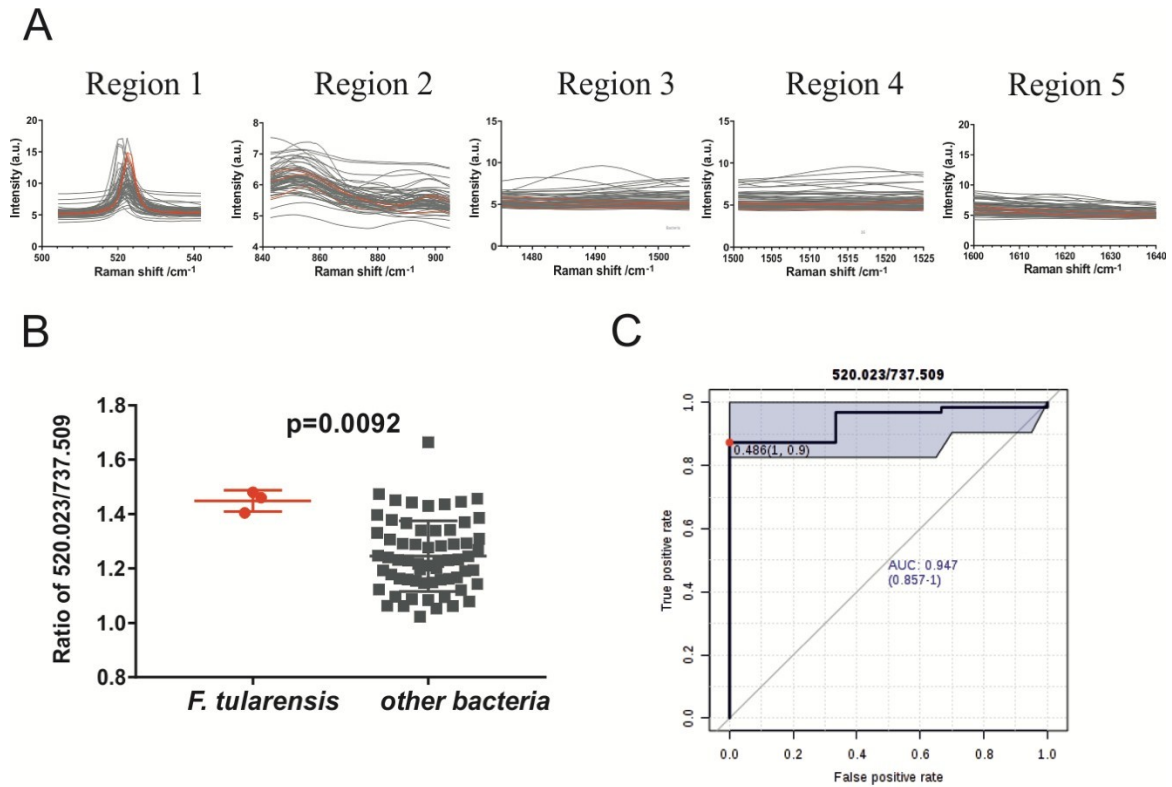 A
Region 1 Region 2 Region 3 Region 4 Region 5
Intensity (a.u.)
20
15
10
5
0
500 520 540
Raman shift /cm-1
Intensity (a.u.)
8
7
6
5
4
843 860 880 900
Raman shift /cm-1
Intensity (a.u.)
15
10
5
0
1480 1490 1500
Raman shift /cm-1
Intensity (a.u.)
15
10
5
0
1500 1505 1510 1515 1520 1525
Raman shift /cm-1
Intensity (a.u.)
20
15
10
5
0
1600 1610 1620 1630 1640
Raman shift /cm-1
B
Ratio of 520.023/737.509
1.8
1.6
1.4
1.2
1.0
0.8
p=0.0092
F. tularensis other bacteria
C
520.023/737.509
True positive rate
1.0
0.8
0.6
0.4
0.2
0.0
0.486(1, 0.9)
AUC: 0.947
(0.857-1)
0.0 0.2 0.4 0.6 0.8 1.0
False positive rate